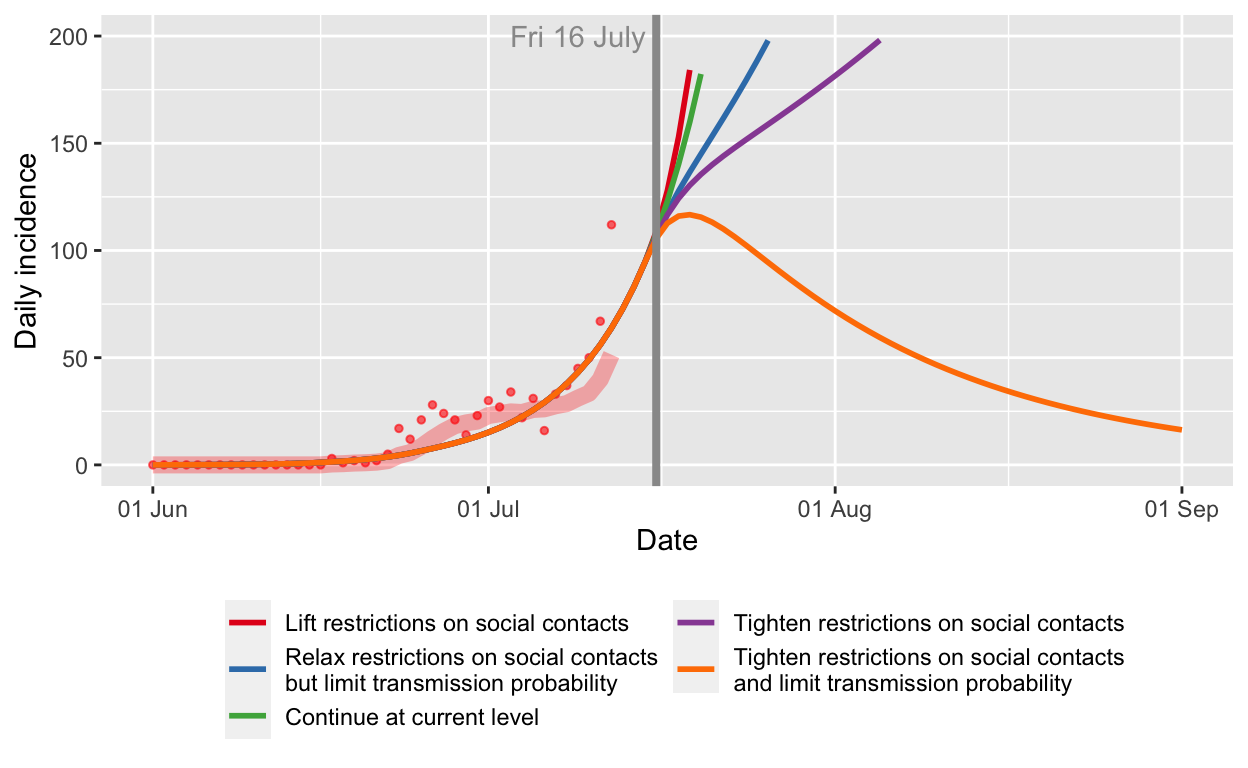 Fri 16 July
200
150
100
50
0
Daily incidence
01 Jun
01 Jul
01 Aug
01 Sep
Date
Lift restrictions on social contacts
Relax restrictions on social contacts
but limit transmission probability
Continue at current level
Tighten restrictions on social contacts
Tighten restrictions on social contacts
and limit transmission probability